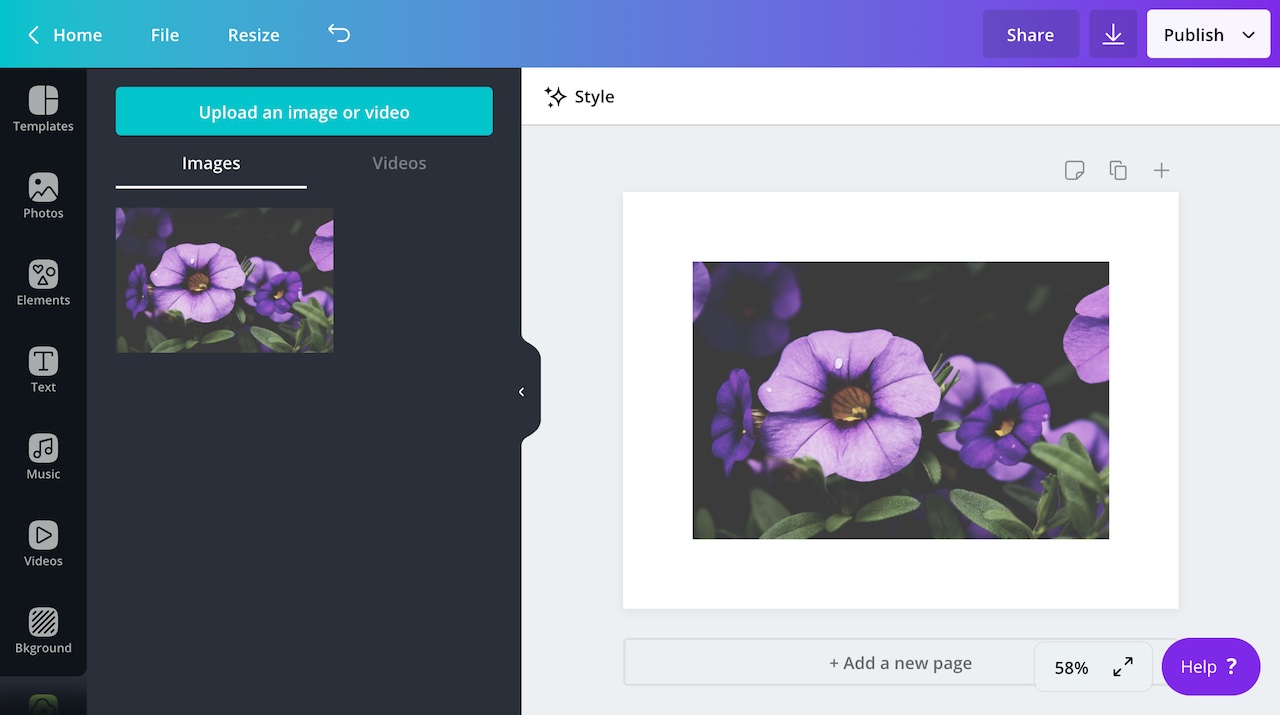 Home
File
Resize
Share
Publish
Templates
Photos
Elements
Text
Music
Videos
Bkground
Upload an image or video
Images
Videos
Style
+ Add a new page
58%
Help ?